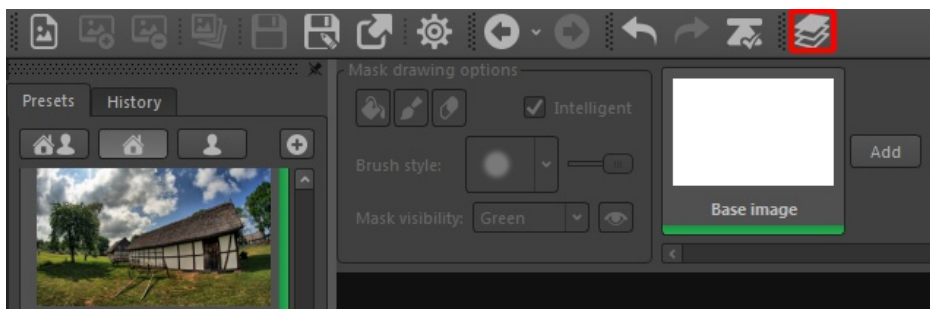 Mask drawing options
Presets
History
Intelligent
Brush style:
Add
Mask visibility:
Green
Base image